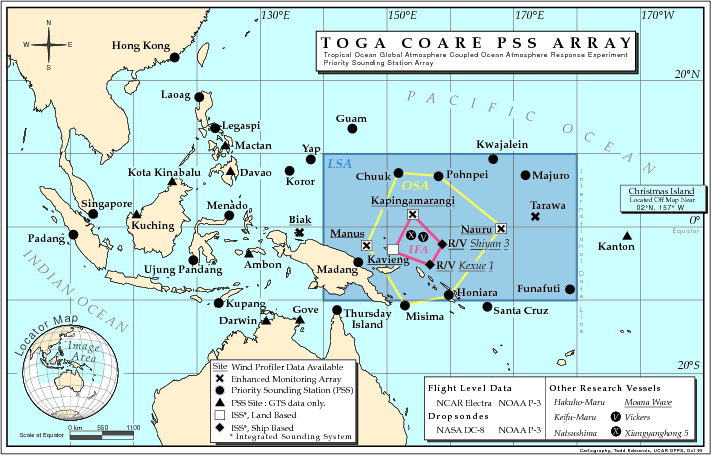 130°E
150°E
170°E
170°W
N
W
E
S
TOGA COARE PSS ARRAY
Tropical Ocean Global Atmosphere Coupled Ocean Atmosphere Response Experiment
Priority Sounding Station Array
Hong Kong
20°N
PACIFIC OCEAN
Laoag
Guam
Legaspi
Mactan
Yap
Kwajalein
LSA
Kota Kinabalu
Davao
Koror
Chuuk
Pohnpei
Majuro
OSA
International Date Line
Christmas Island
Located Off Map Near
02°N, 157° W
Singapore
Menado
Kapingamarangi
Tarawa
Biak
0°
Equator
Kuching
Padang
Manus
X
V
Nauru
R/V Shiyan 3
Kanton
IFA
Ujung Pandang
Ambon
Madang
Kavieng
R/V Kexue 1
INDIAN OCEAN
Funafuti
Honiara
Kupang
Gove
Darwin
Thursday
Island
Misima
Santa Cruz
Locator Map
Image
Area
20°S
Site Wind Profiler Data Available
Enhanced Monitoring Array
Priority Sounding Station (PSS)
PSS Site : GTS data only.
ISS*, Land Based
ISS*, Ship Based
* Integrated Sounding System
Flight Level Data
NCAR Electra NOAA P-3
Dropsondes
NASA DC-8 NOAA P-3
Other Research Vessels
Hakuho-Maru Moana Wave
Keifu-Maru V Vickers
Natsushima X Xiangyanghong 5
0 km 550 1100
Scale at Equator
Cartography, Todd Edmands, UCAR OFPS, Oct 95